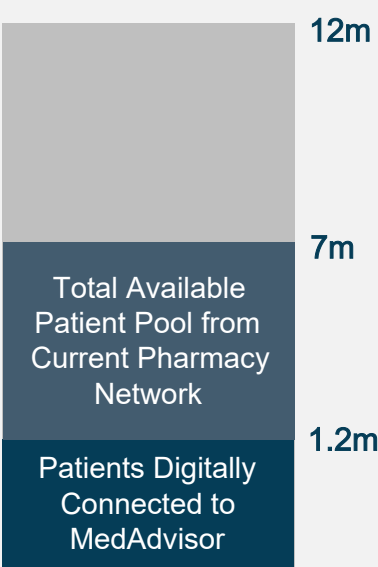 12m
7m
Total Available
Patient Pool from
Current Pharmacy
Network
1.2m
Patients Digitally
Connected to
MedAdvisor